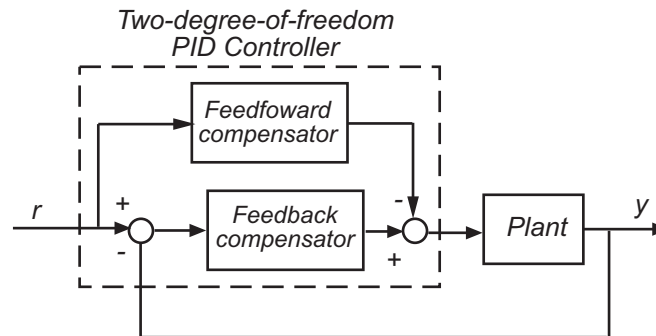 Two-degree-of-freedom
PID Controller
Feedfoward
compensator
-
+
r
-
Feedback
compensator
+
Plant
y